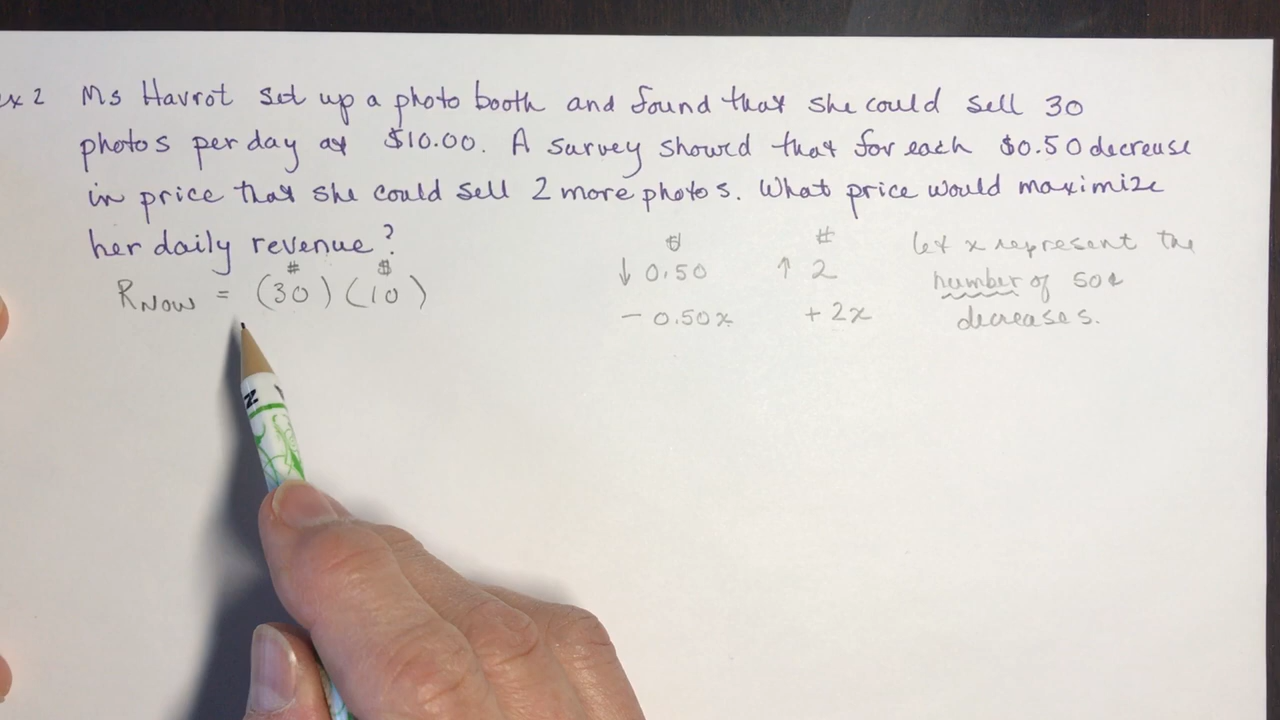 ex 2 Ms Havrot set up a photo booth and found that she could sell 30
photos per day at $10.00. A survey showed that for each $0.50 decrease
in price that she could sell 2 more photos. What price would maximize
her daily revenue?
# $
R NOW = (30)(10)
$ #
↓ 0.50 ↑ 2
- 0.50x + 2x
let x represent the
number of 50¢
decreases.